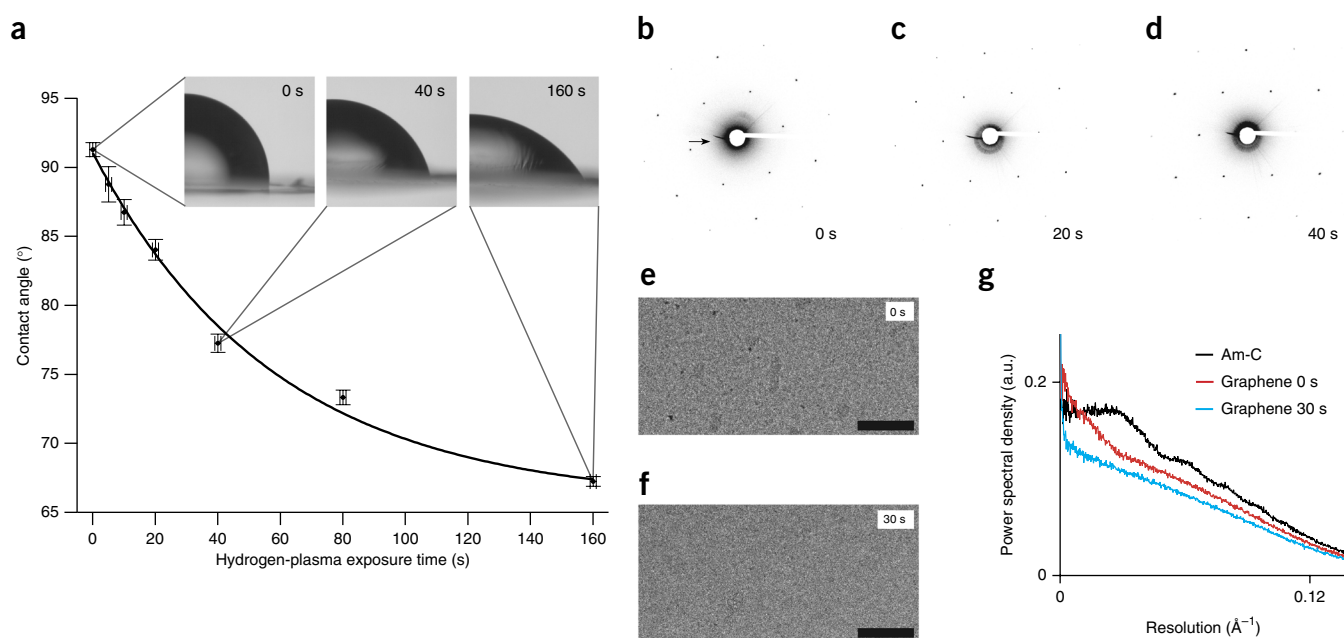 a
95
90
85
80
75
70
65
Contact angle (°)
0 20 40 60 80 100 120 140 160
Hydrogen-plasma exposure time (s)
0 s
40 s
160 s
b
0 s
c
20 s
d
40 s
e
0 s
f
30 s
g
Am-C
Graphene 0 s
Graphene 30 s
Power spectral density (a.u.)
0.2
0
0 0.12
Resolution (Å⁻¹)